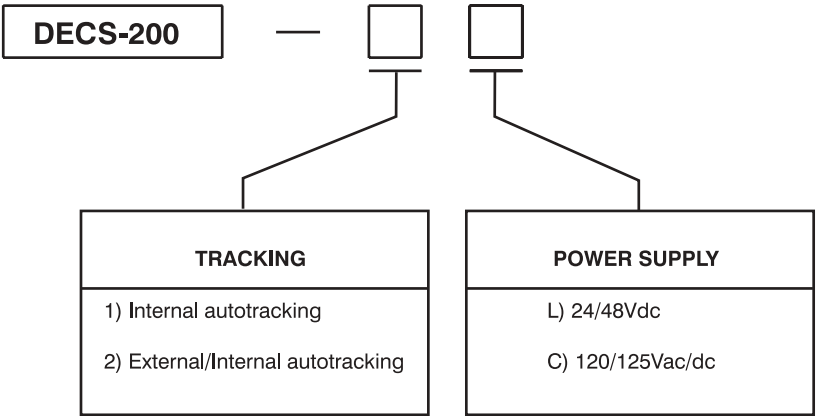 DECS-200 —
TRACKING
1) Internal autotracking
2) External/Internal autotracking
POWER SUPPLY
L) 24/48Vdc
C) 120/125Vac/dc